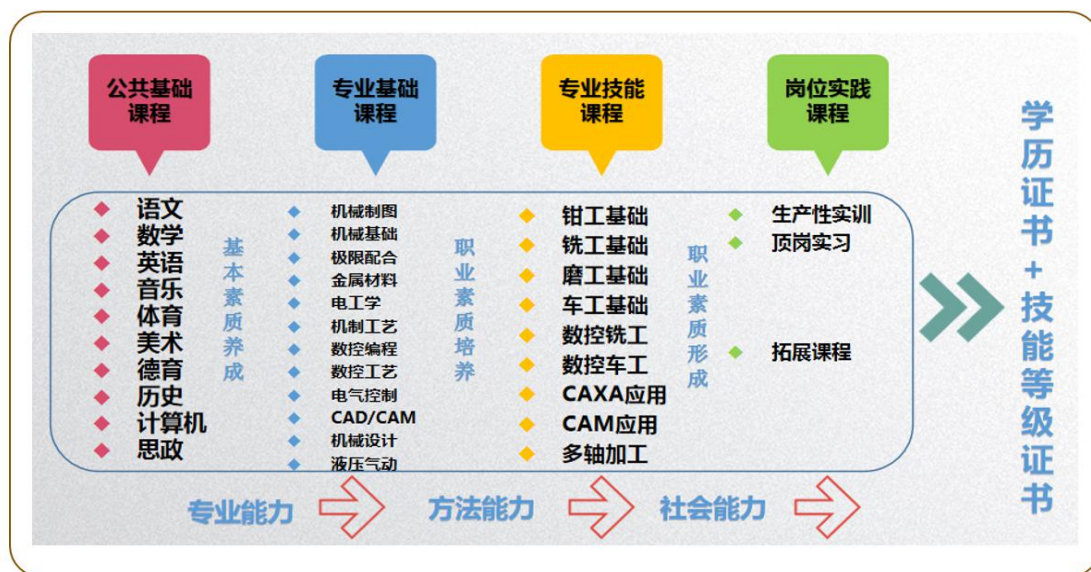 公共基础
课程
专业基础
课程
专业技能
课程
岗位实践
课程
语文
数学
英语
音乐
体育
美术
德育
历史
计算机
思政
基本素质养成
机械制图
机械基础
极限配合
金属材料
电工学
机制工艺
数控编程
数控工艺
电气控制
CAD/CAM
机械设计
液压气动
职业素质培养
钳工基础
铣工基础
磨工基础
车工基础
数控铣工
数控车工
CAXA应用
CAM应用
多轴加工
职业素质形成
生产性实训
顶岗实习
拓展课程
学历证书+技能等级证书
专业能力
方法能力
社会能力